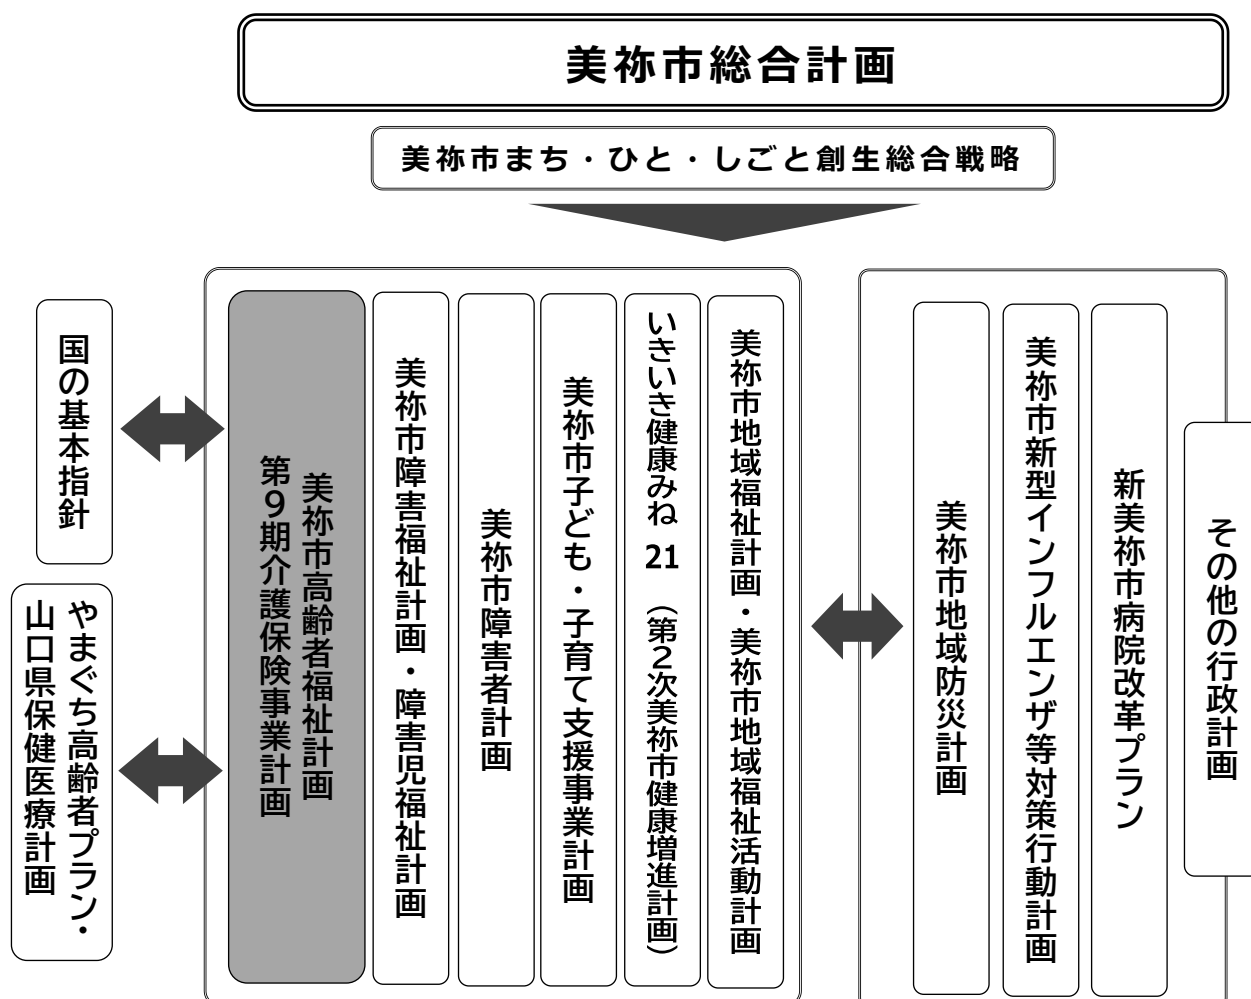 美祢市総合計画
美祢市まち・ひと・しごと創生総合戦略
国の基本指針
やまぐち高齢者プラン・
山口県保健医療計画
美祢市高齢者福祉計画
第９期介護保険事業計画
美祢市障害福祉計画・障害児福祉計画
美祢市障害者計画
美祢市子ども・子育て支援事業計画
いきいき健康みね 21 （第２次美祢市健康増進計画）
美祢市地域福祉計画・美祢市地域福祉活動計画
美祢市地域防災計画
美祢市新型インフルエンザ等対策行動計画
新美祢市病院改革プラン
その他の行政計画